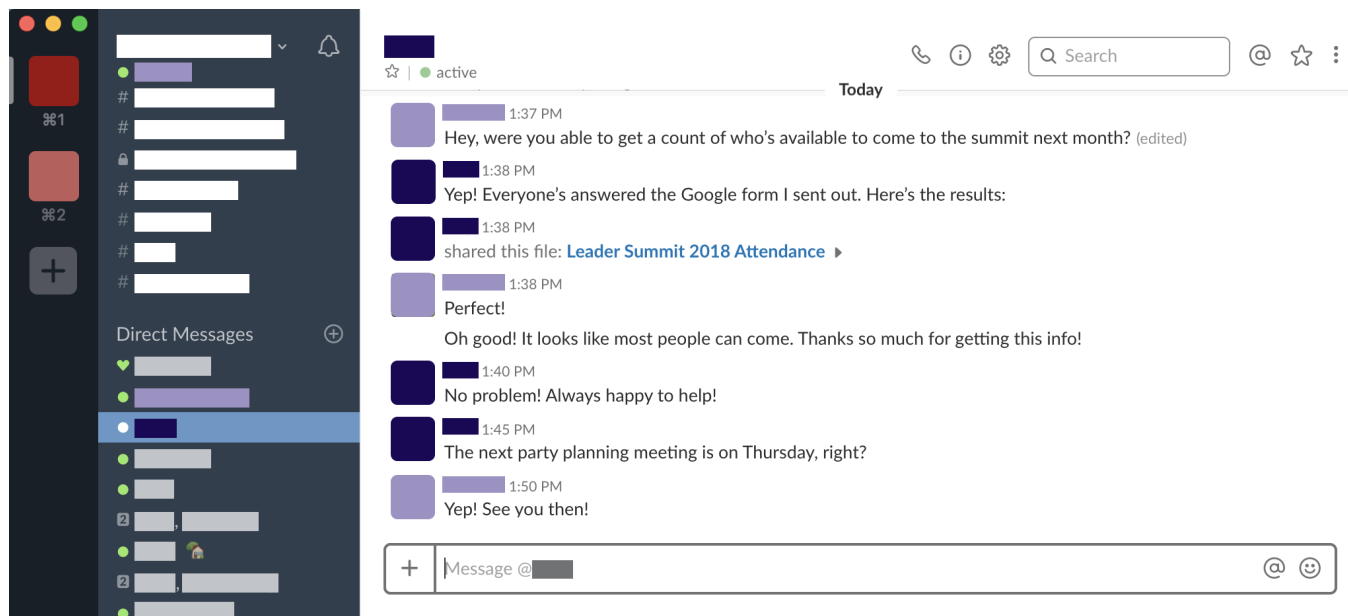 ⌘1
⌘2
#
#
#
#
#
#
#
Direct Messages
2
,
2
,
| active
Search
Today
1:37 PM
Hey, were you able to get a count of who's available to come to the summit next month? (edited)
1:38 PM
Yep! Everyone's answered the Google form I sent out. Here's the results:
1:38 PM
shared this file: Leader Summit 2018 Attendance
1:38 PM
Perfect!
Oh good! It looks like most people can come. Thanks so much for getting this info!
1:40 PM
No problem! Always happy to help!
1:45 PM
The next party planning meeting is on Thursday, right?
1:50 PM
Yep! See you then!
Message @